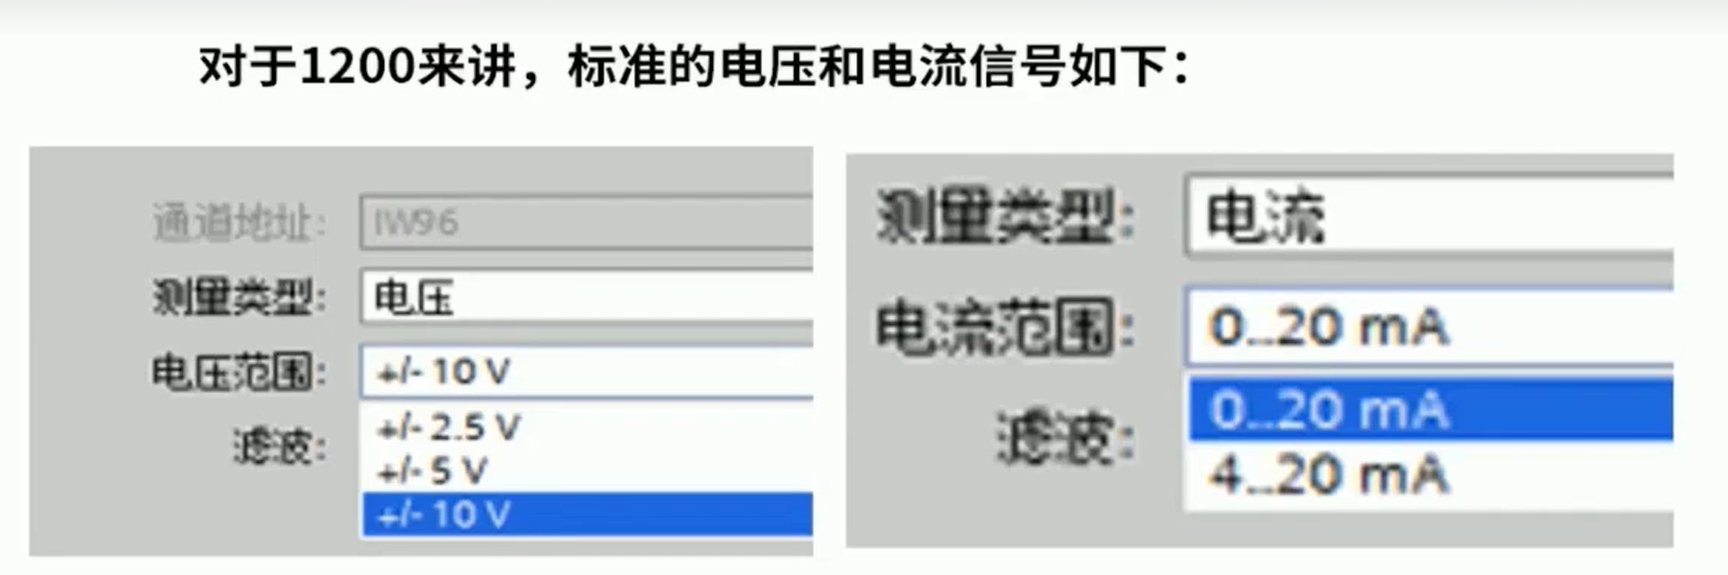 对于1200来讲，标准的电压和电流信号如下：
通道地址: IW96
测量类型: 电压
电压范围: +/- 10 V
+/- 2.5 V
滤波:
+/- 5 V
+/- 10 V
测量类型: 电流
电流范围: 0..20 mA
0..20 mA
滤波:
4..20 mA